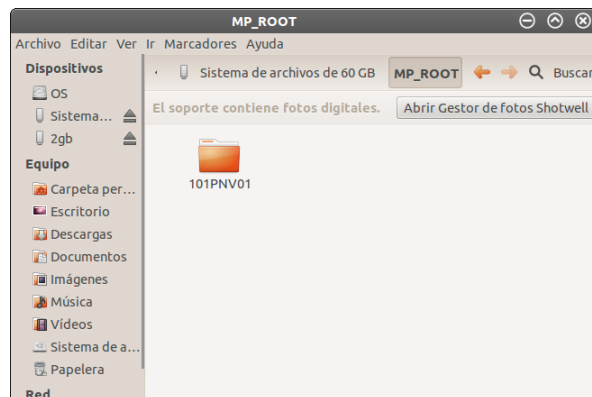 MP_ROOT
Archivo Editar Ver Ir Marcadores Ayuda
Dispositivos
OS
Sistema...
2gb
Equipo
Carpeta per...
Escritorio
Descargas
Documentos
Imágenes
Música
Vídeos
Sistema de a...
Papelera
Red
Sistema de archivos de 60 GB MP_ROOT Buscar
El soporte contiene fotos digitales. Abrir Gestor de fotos Shotwell
101PNV01